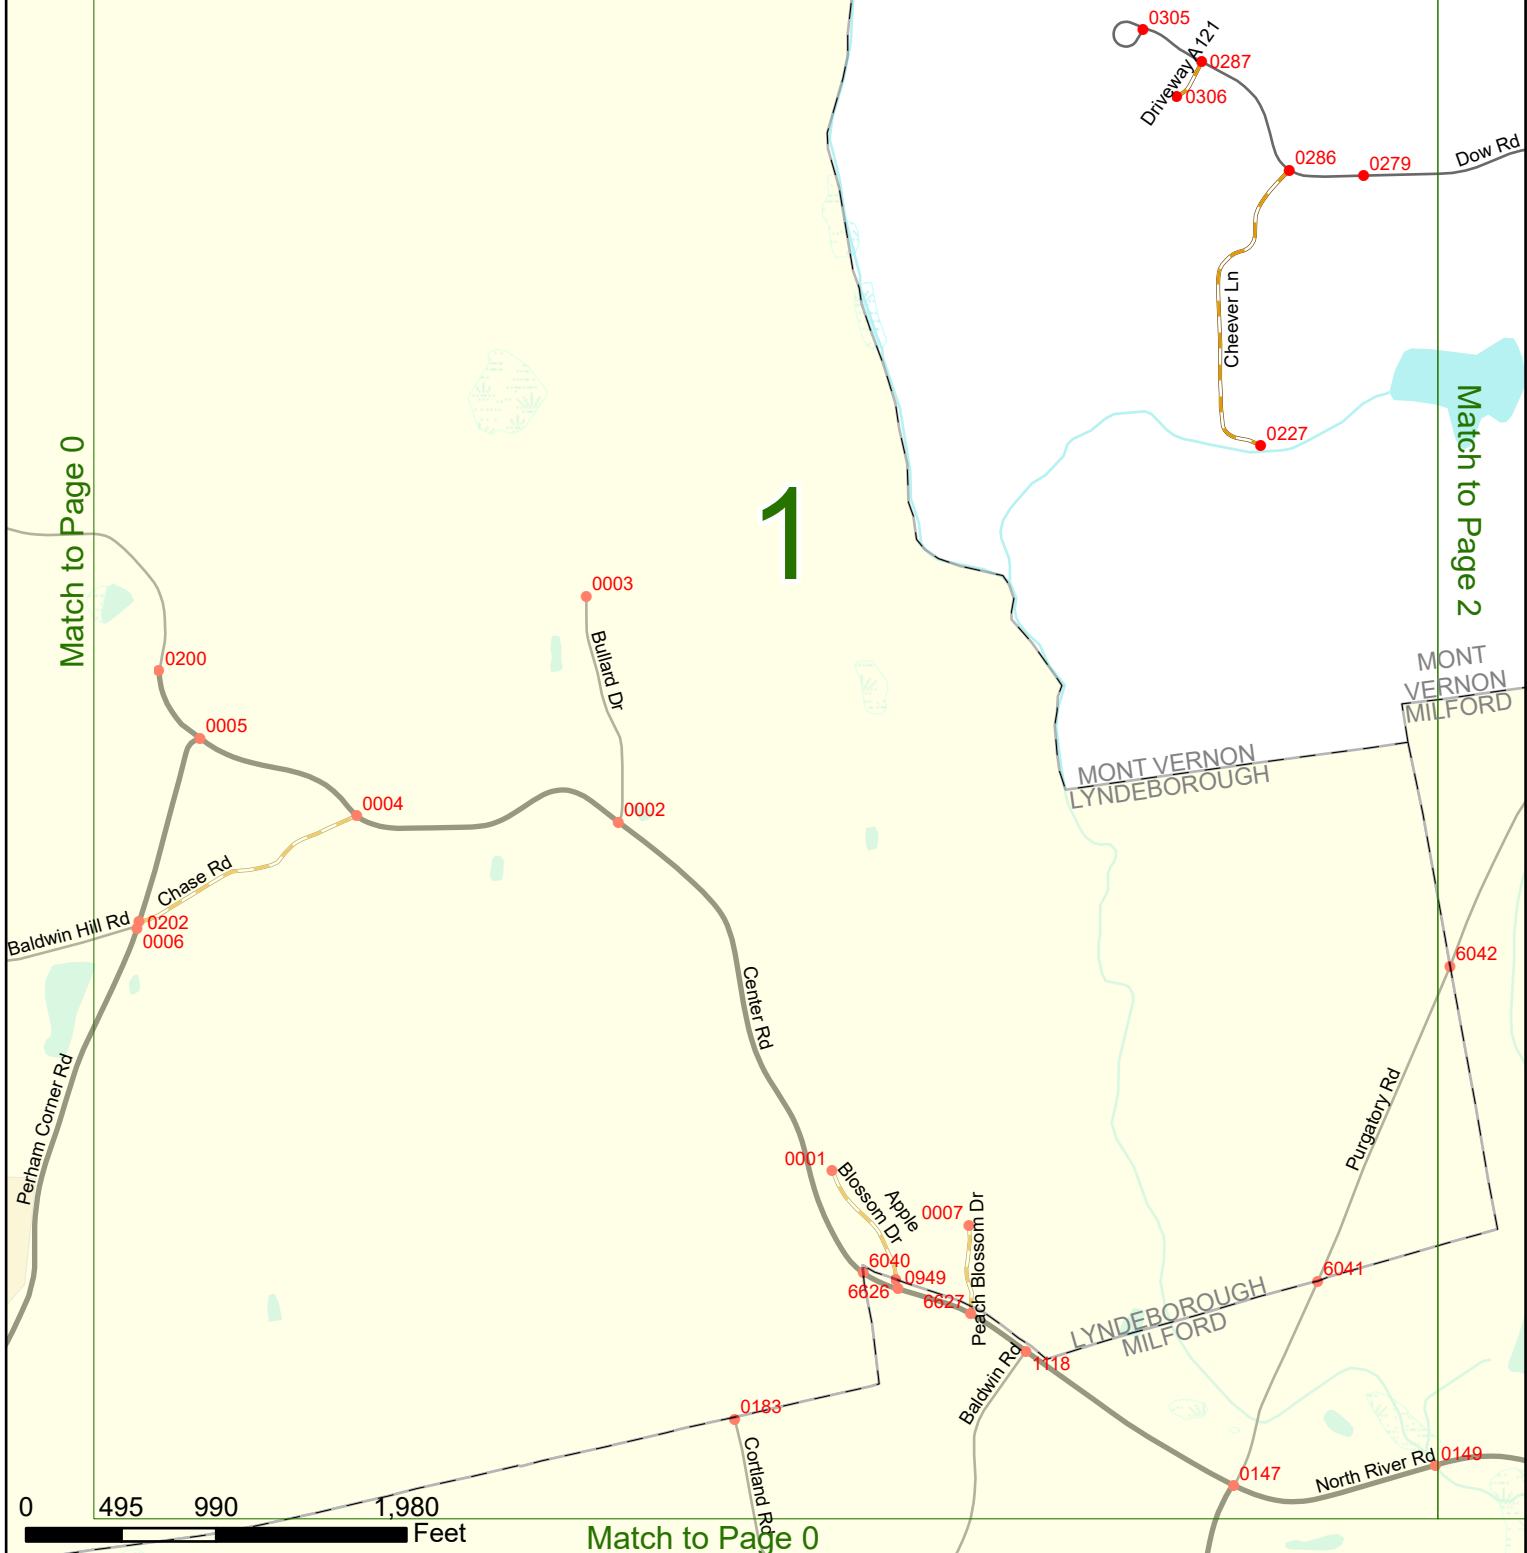 0305
Driveway A121
0287
0306
0286
0279
Dow Rd
Cheever Ln
0227
Match to Page 0
Match to Page 2
1
0003
Bullard Dr
0200
0005
0004
0002
MONT
VERNON
MILFORD
MONT VERNON
LYNDEBOROUGH
Chase Rd
Baldwin Hill Rd
0202
0006
Center Rd
6042
Perham Corner Rd
Purgatory Rd
0001
Apple
Blossom Dr
0007
Peach Blossom Dr
6040
0949
6626
6627
6041
LYNDEBOROUGH
MILFORD
Baldwin Rd
1118
0183
Cortland Rd
0147
North River Rd
0149
0 495 990 1,980
Feet
Match to Page 0